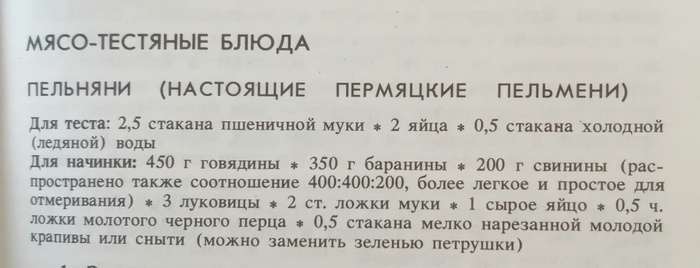 МЯСО-ТЕСТЯНЫЕ БЛЮДА
ПЕЛЬНЯНИ (НАСТОЯЩИЕ ПЕРМЯЦКИЕ ПЕЛЬМЕНИ)
Для теста: 2,5 стакана пшеничной муки * 2 яйца * 0,5 стакана холодной
(ледяной) воды
Для начинки: 450 г говядины * 350 г баранины * 200 г свинины (рас-
пространено также соотношение 400:400:200, более легкое и простое для
отмеривания) * 3 луковицы * 2 ст. ложки муки * 1 сырое яйцо * 0,5 ч.
ложки молотого черного перца * 0,5 стакана мелко нарезанной молодой
крапивы или сныти (можно заменить зеленью петрушки)